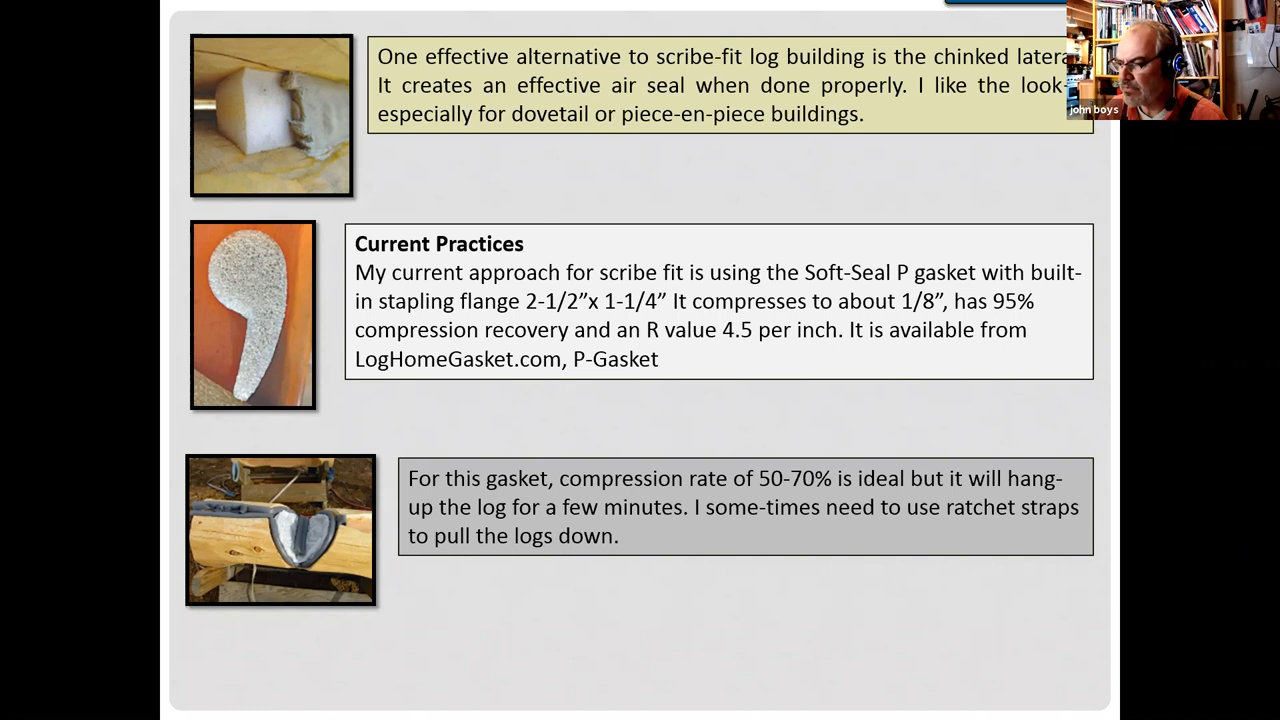 One effective alternative to scribe-fit log building is the chinked
It creates an effective air seal when done properly. I like the look-
especially for dovetail or piece-en-piece buildings.
Current Practices
My current approach for scribe fit is using the Soft-Seal P gasket with built-
in stapling flange 2-1/2”x 1-1/4” It compresses to about 1/8”, has 95%
compression recovery and an R value 4.5 per inch. It is available from
LogHomeGasket.com, P-Gasket
For this gasket, compression rate of 50-70% is ideal but it will hang-
up the log for a few minutes. I some-times need to use ratchet straps
to pull the logs down.
john boys